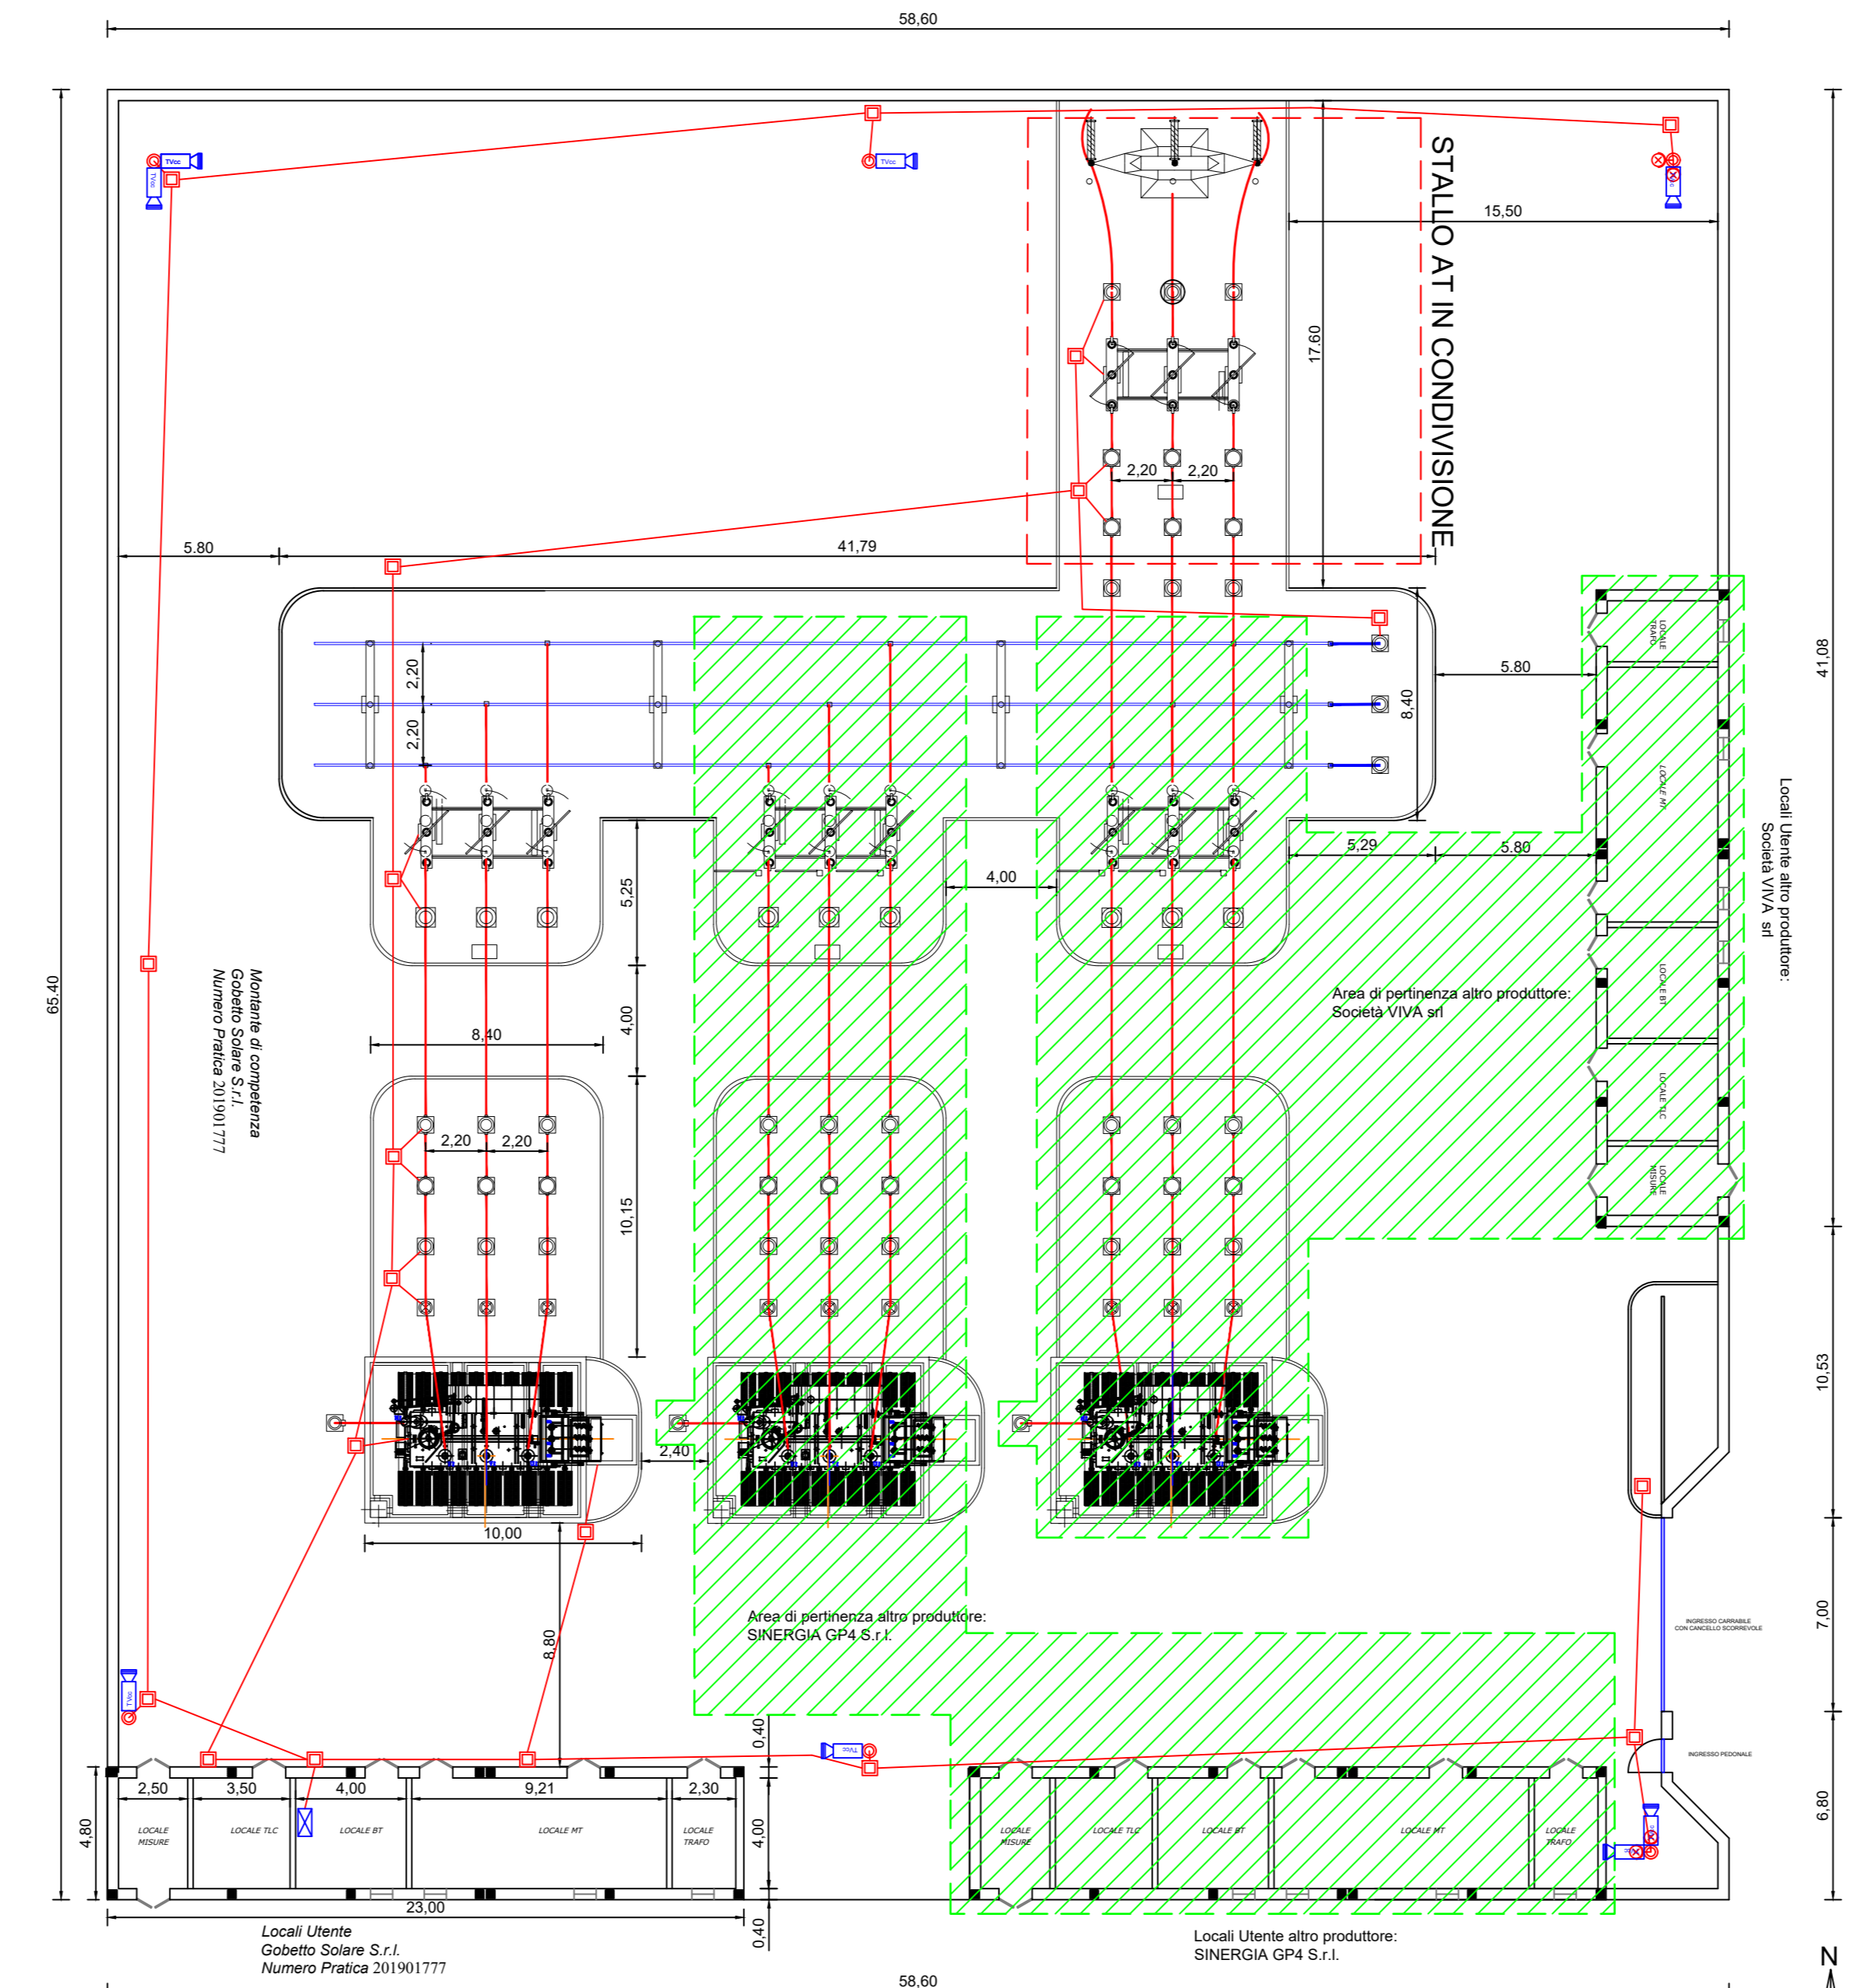 58,60
TVcc
TVcc
TVcc
STALLO AT IN CONDIVISIONE
15,50
17.60
2,20
2,20
5.80
41,79
65.40
41,08
2,20
2,20
8,40
5.80
LOCALE
TRAFO
LOCALE MT
LOCALE BT
LOCALE TLC
LOCALE
MISURE
Locali Utente altro produttore:
Società VIVA srl
5,25
4,00
5,29
5.80
Area di pertinenza altro produttore:
Società VIVA srl
Montante di competenza
Gobetto Solare S.r.l.
Numero Pratica 201901777
4,00
8,40
2,20
2,20
10,15
10,53
2,40
10,00
8,80
Area di pertinenza altro produttore:
SINERGIA GP4 S.r.l.
7,00
INGRESSO CARRABILE
CON CANCELLO SCORREVOLE
TVcc
TVcc
0,40
INGRESSO PEDONALE
6,80
4,80
2,50
3,50
4,00
9,21
2,30
4,00
LOCALE
MISURE
LOCALE TLC
LOCALE BT
LOCALE MT
LOCALE
TRAFO
LOCALE
MISURE
LOCALE TLC
LOCALE BT
LOCALE MT
LOCALE
TRAFO
23,00
0,40
Locali Utente
Gobetto Solare S.r.l.
Numero Pratica 201901777
Locali Utente altro produttore:
SINERGIA GP4 S.r.l.
N
58,60